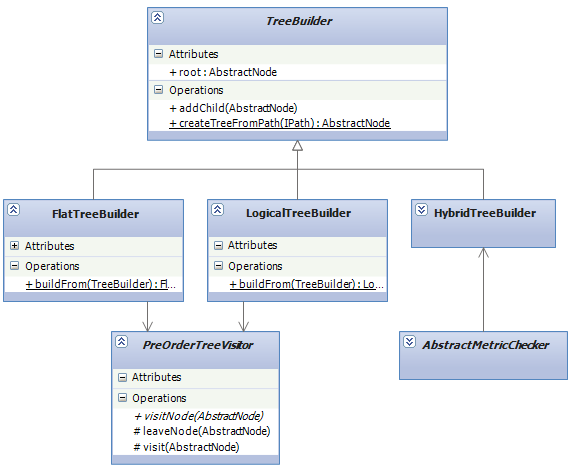 TreeBuilder
Attributes
+ root : AbstractNode
Operations
+ addChild(AbstractNode)
+ createTreeFromPath(IPath) : AbstractNode
FlatTreeBuilder
Attributes
Operations
+ buildFrom(TreeBuilder) : Fl...
LogicalTreeBuilder
Attributes
Operations
+ buildFrom(TreeBuilder) : Lo...
HybridTreeBuilder
PreOrderTreeVisitor
Attributes
Operations
+ visitNode(AbstractNode)
# leaveNode(AbstractNode)
# visit(AbstractNode)
AbstractMetricChecker